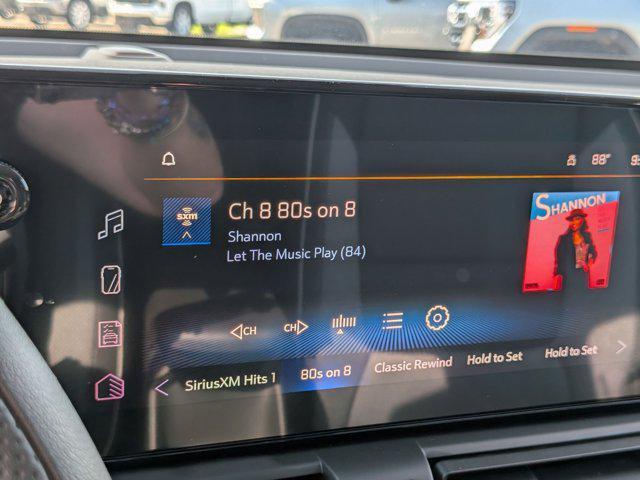 88°
sxm
Ch 8 80s on 8
Shannon
Let The Music Play (84)
SHANNON
CH
CH
SiriusXM Hits 1
80s on 8
Classic Rewind
Hold to Set
Hold to Set